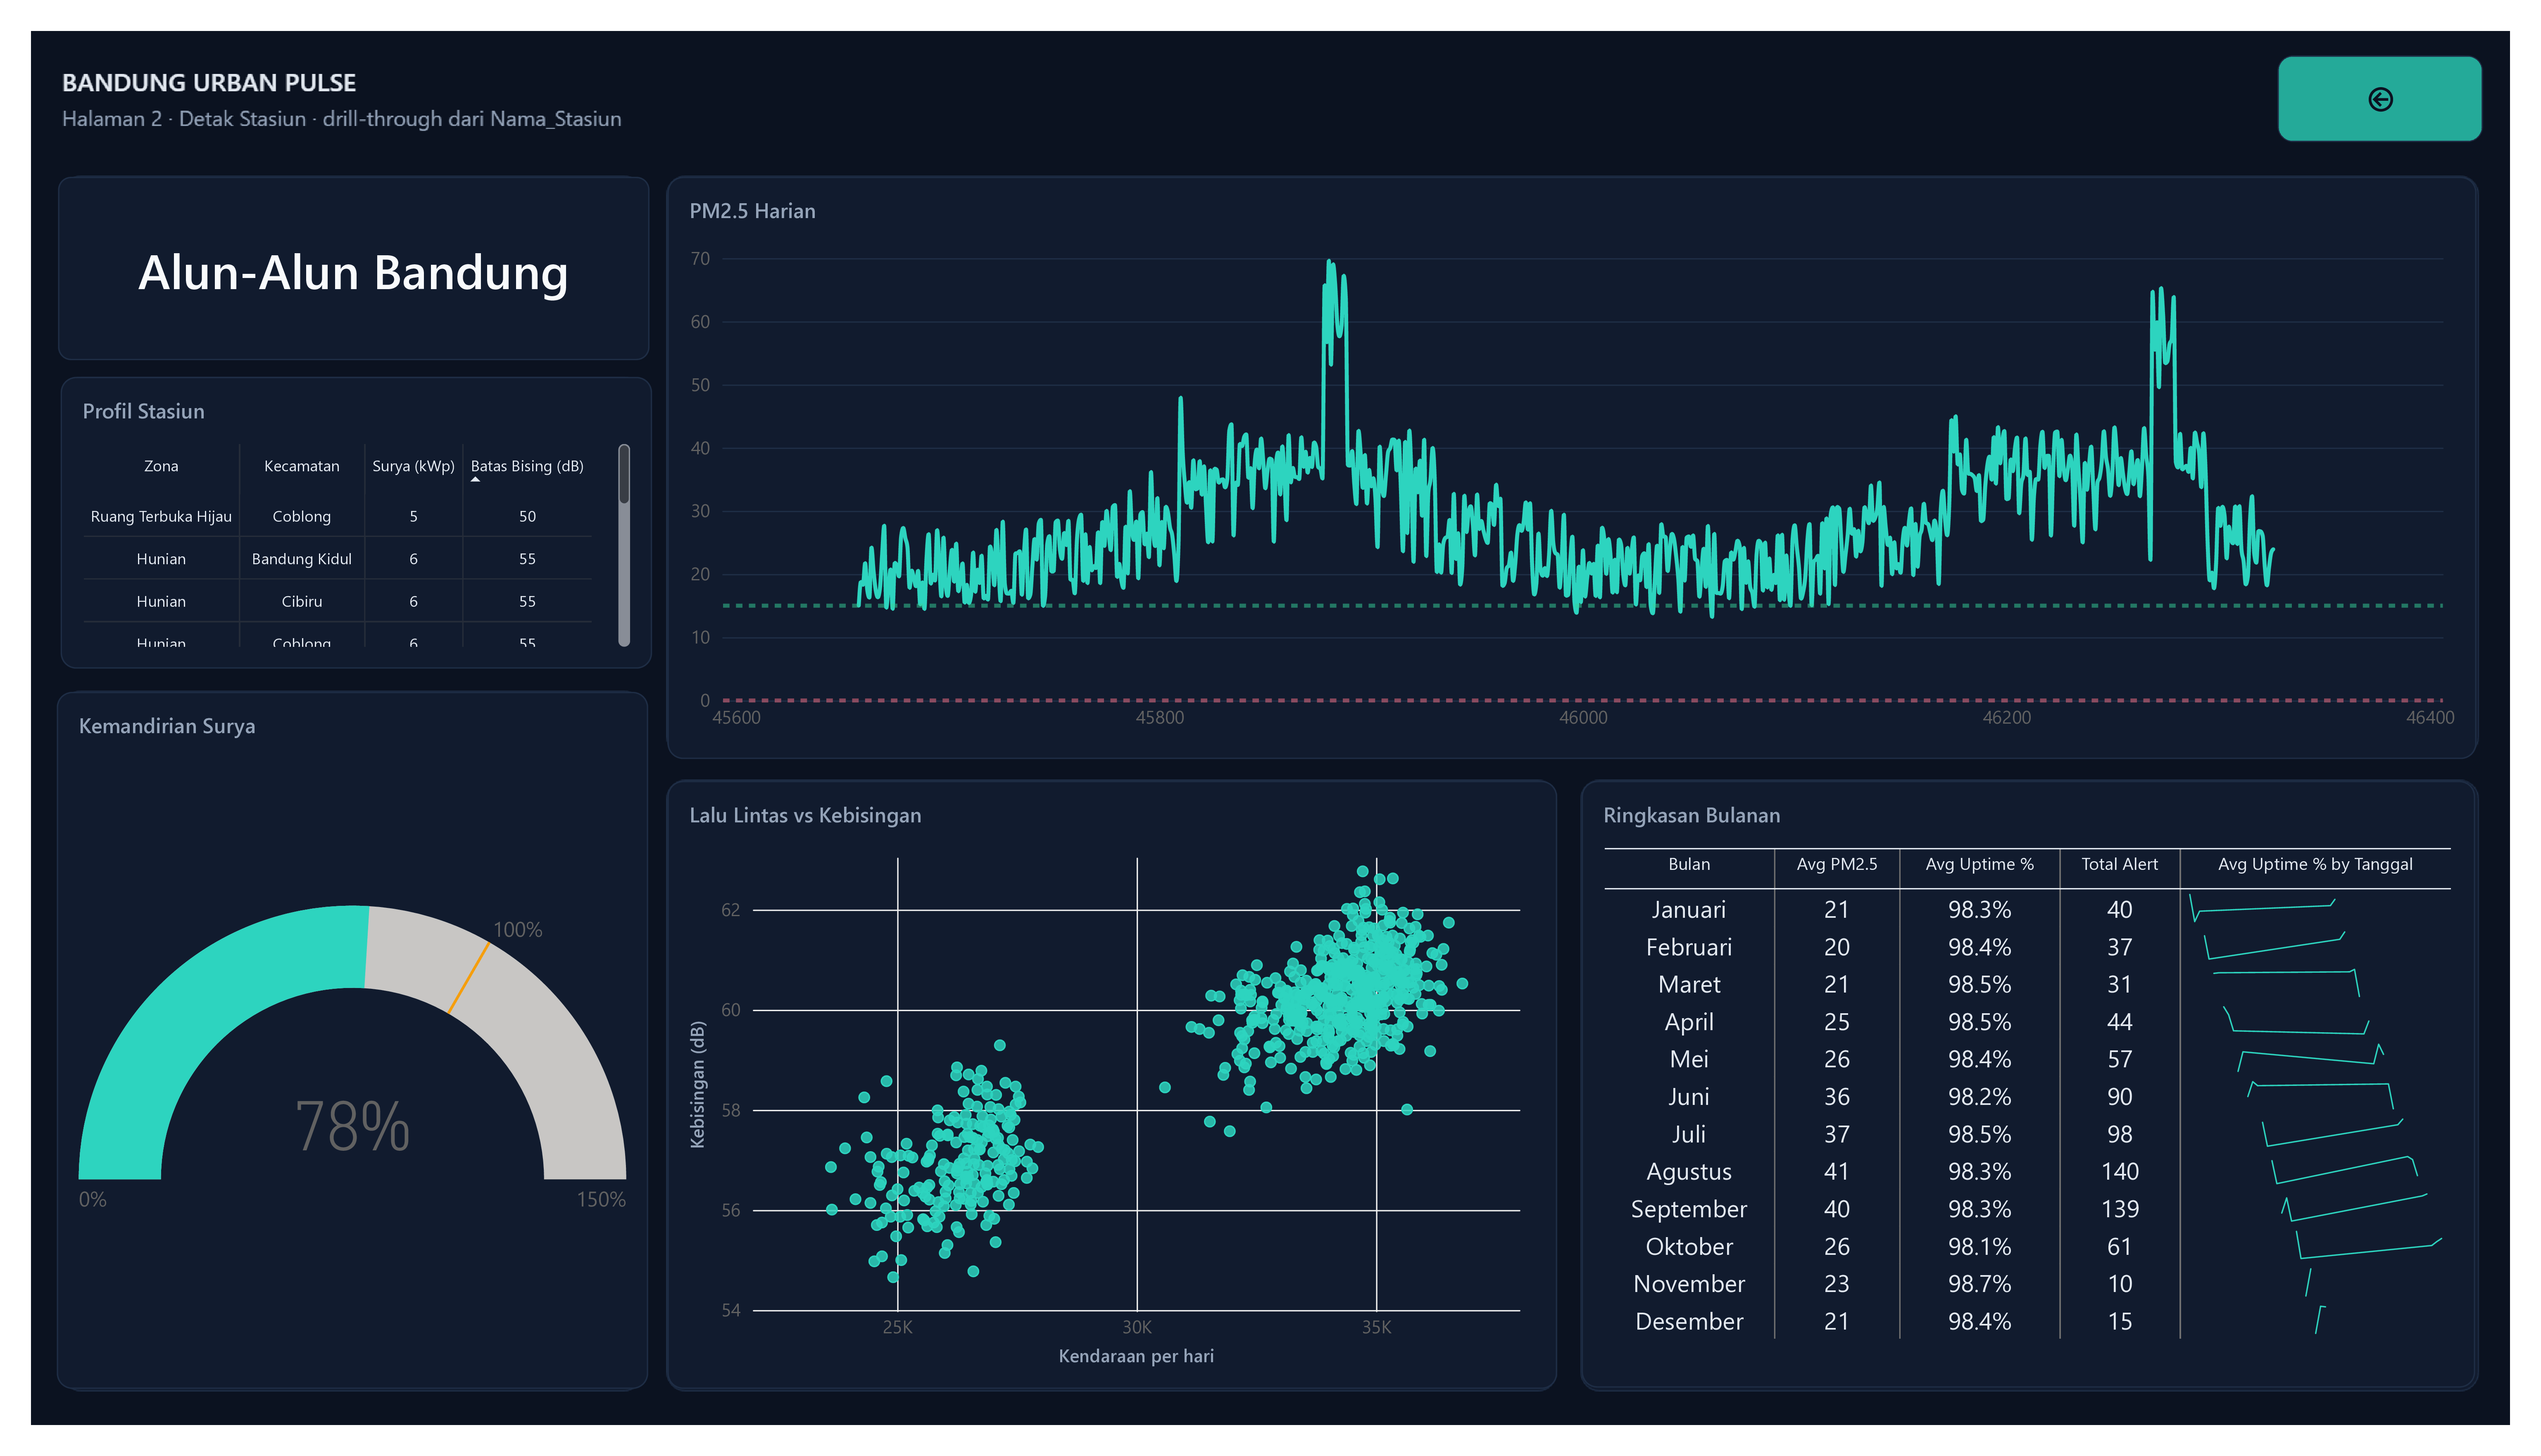 BANDUNG URBAN PULSE
Halaman 2 · Detak Stasiun · drill-through dari Nama_Stasiun
Alun-Alun Bandung
Profil Stasiun
Zona Kecamatan Surya (kWp) Batas Bising (dB)
Ruang Terbuka Hijau Coblong 5 50
Hunian Bandung Kidul 6 55
Hunian Cibiru 6 55
Hunian Coblong 6 55
Kemandirian Surya
100%
78%
0% 150%
PM2.5 Harian
70
60
50
40
30
20
10
0
45600 45800 46000 46200 46400
Lalu Lintas vs Kebisingan
Kebisingan (dB)
62
60
58
56
54
25K 30K 35K
Kendaraan per hari
Ringkasan Bulanan
Bulan Avg PM2.5 Avg Uptime % Total Alert Avg Uptime % by Tanggal
Januari 21 98.3% 40
Februari 20 98.4% 37
Maret 21 98.5% 31
April 25 98.5% 44
Mei 26 98.4% 57
Juni 36 98.2% 90
Juli 37 98.5% 98
Agustus 41 98.3% 140
September 40 98.3% 139
Oktober 26 98.1% 61
November 23 98.7% 10
Desember 21 98.4% 15